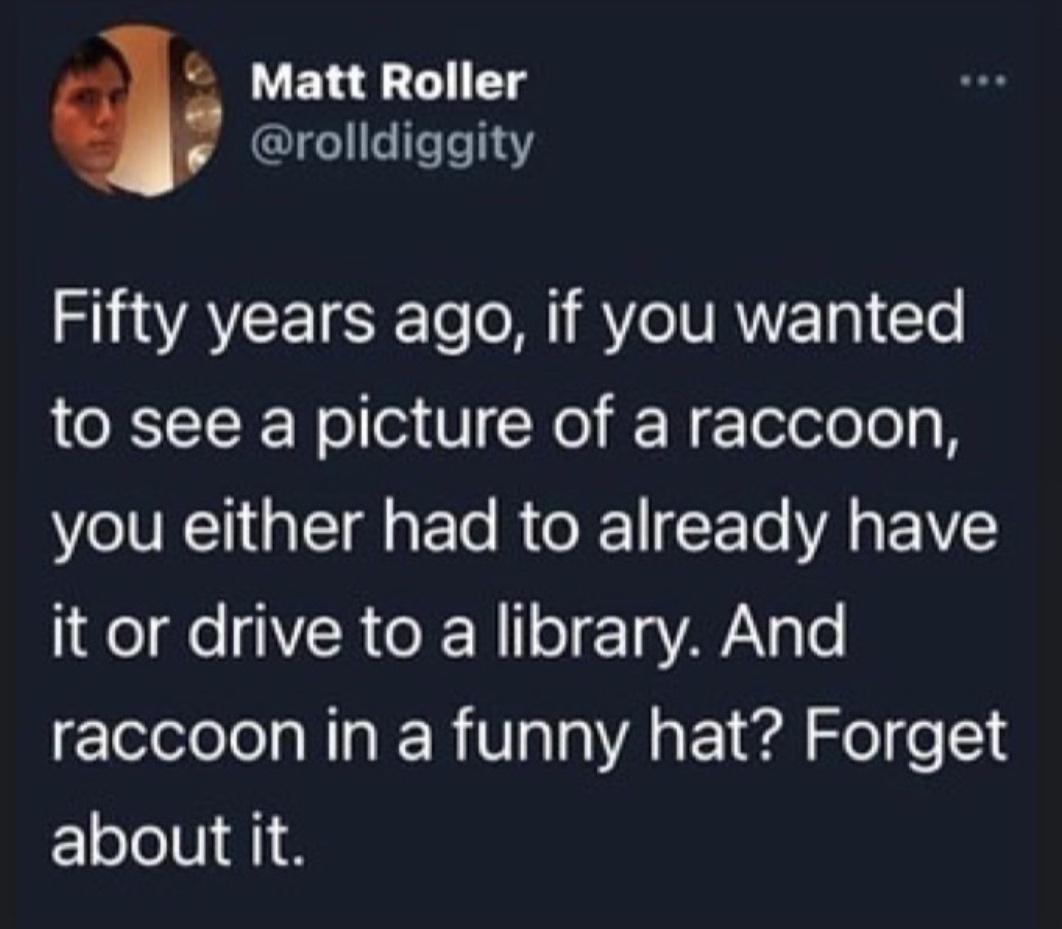 Matt Roller
@rolldiggity
Fifty years ago, if you wanted
to see a picture of a raccoon,
you either had to already have
it or drive to a library. And
raccoon in a funny hat? Forget
about it.